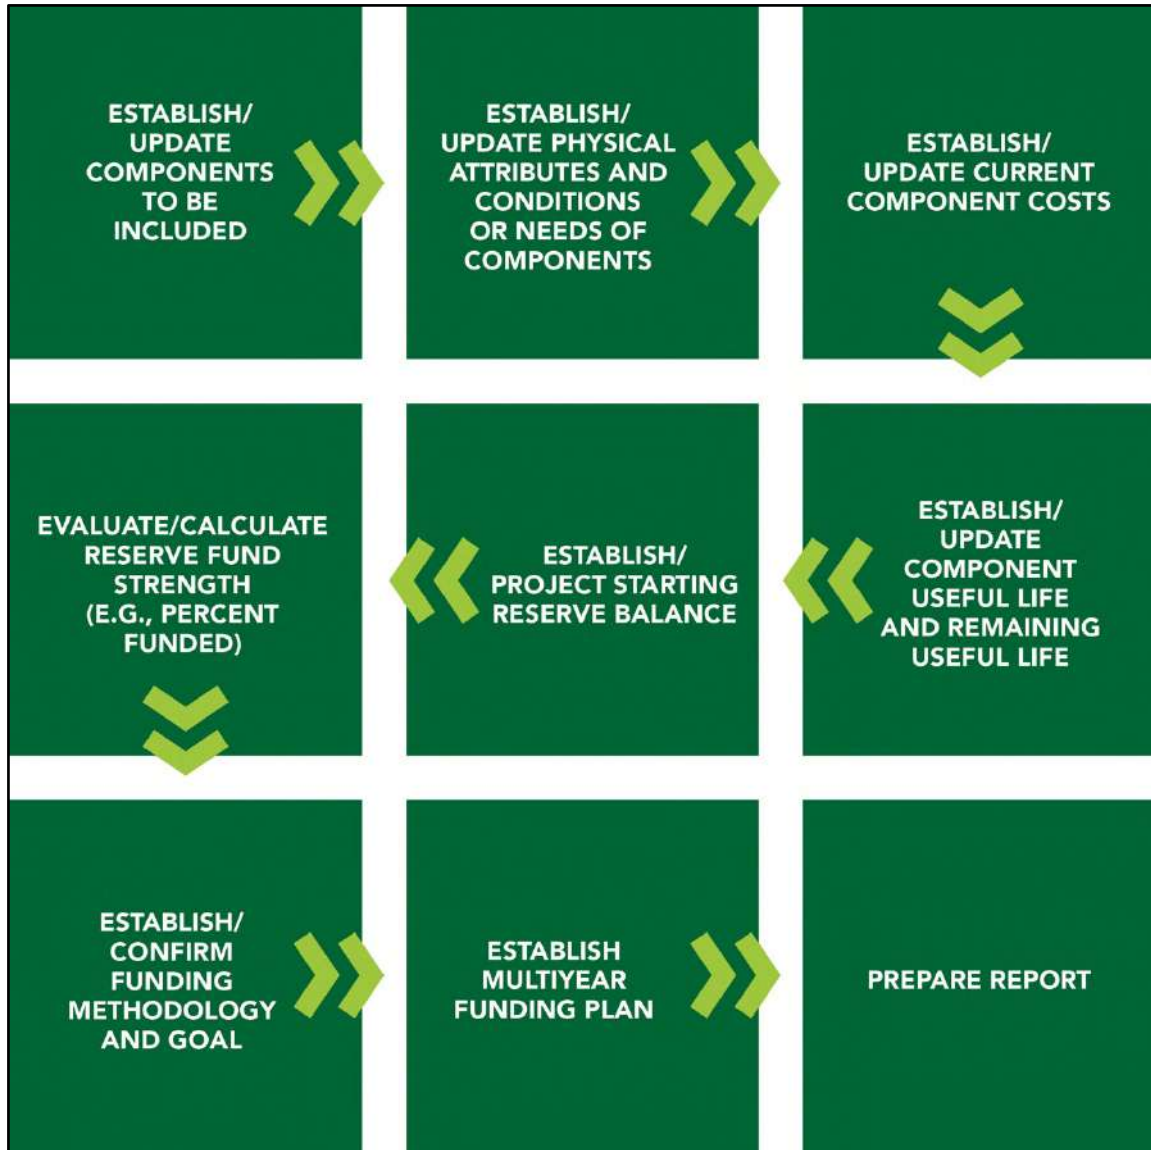 ESTABLISH/
UPDATE
COMPONENTS
TO BE
INCLUDED
ESTABLISH/
UPDATE PHYSICAL
ATTRIBUTES AND
CONDITIONS
OR NEEDS OF
COMPONENTS
ESTABLISH/
UPDATE CURRENT
COMPONENT COSTS
ESTABLISH/
UPDATE
COMPONENT
USEFUL LIFE
AND REMAINING
USEFUL LIFE
ESTABLISH/
PROJECT STARTING
RESERVE BALANCE
EVALUATE/CALCULATE
RESERVE FUND
STRENGTH
(E.G., PERCENT
FUNDED)
ESTABLISH/
CONFIRM
FUNDING
METHODOLOGY
AND GOAL
ESTABLISH
MULTIYEAR
FUNDING PLAN
PREPARE REPORT